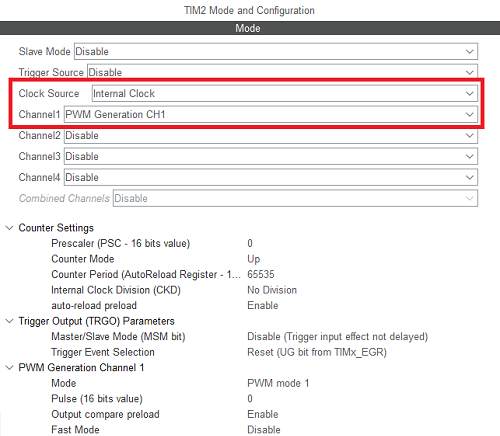 TIM2 Mode and Configuration
Mode
Slave Mode Disable
Trigger Source Disable
Clock Source Internal Clock
Channel1 PWM Generation CH1
Channel2 Disable
Channel3 Disable
Channel4 Disable
Combined Channels Disable
Counter Settings
Prescaler (PSC - 16 bits value) 0
Counter Mode Up
Counter Period (AutoReload Register - 1... 65535
Internal Clock Division (CKD) No Division
auto-reload preload Enable
Trigger Output (TRGO) Parameters
Master/Slave Mode (MSM bit) Disable (Trigger input effect not delayed)
Trigger Event Selection Reset (UG bit from TIMx_EGR)
PWM Generation Channel 1
Mode PWM mode 1
Pulse (16 bits value) 0
Output compare preload Enable
Fast Mode Disable